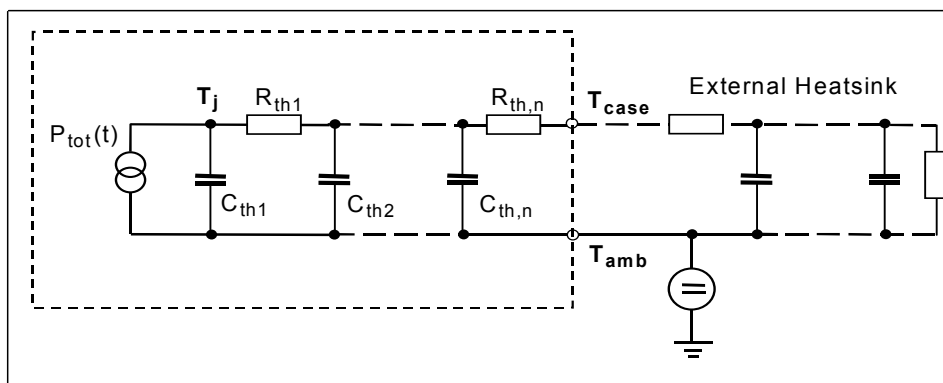 External Heatsink
T_j
R_th1
R_th,n
T_case
P_tot(t)
C_th1
C_th2
C_th,n
T_amb